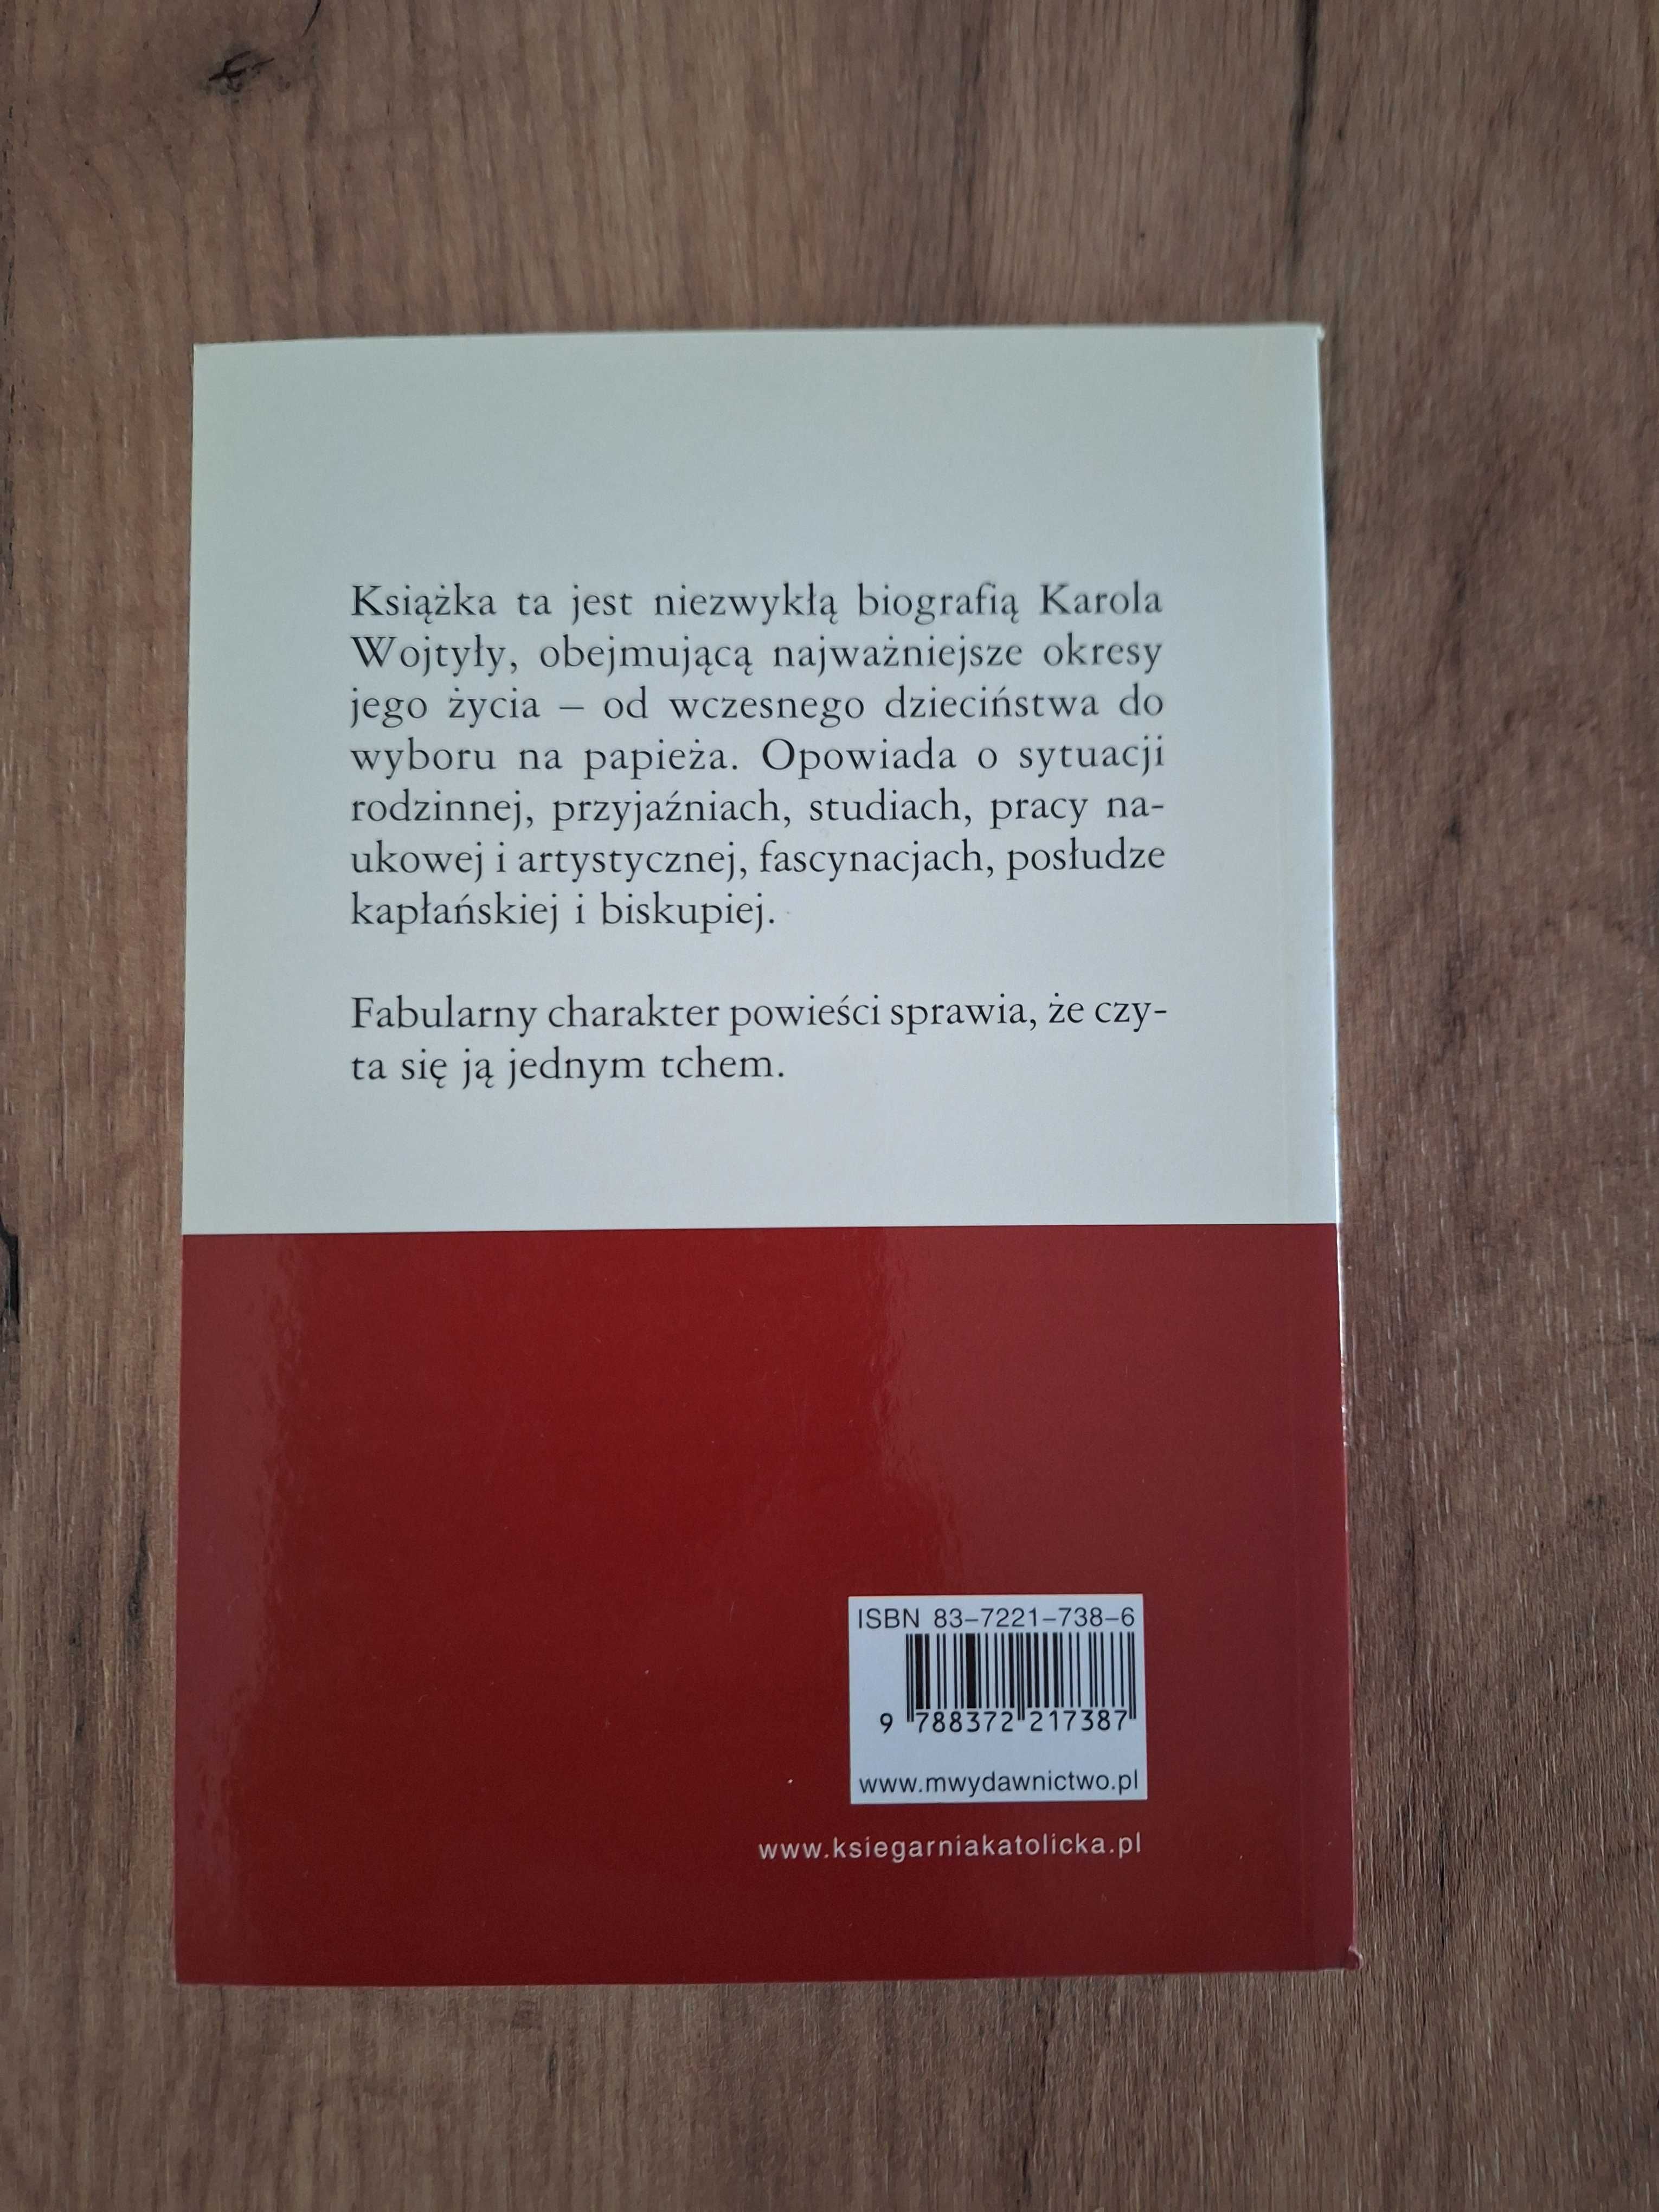 Książka ta jest niezwykłą biografią Karola
Wojtyły, obejmującą najważniejsze okresy
jego życia – od wczesnego dzieciństwa do
wyboru na papieża. Opowiada o sytuacji
rodzinnej, przyjaźniach, studiach, pracy na-
ukowej i artystycznej, fascynacjach, posłudze
kapłańskiej i biskupiej.
Fabularny charakter powieści sprawia, że czy-
ta się ją jednym tchem.
ISBN 83–7221–738–6
9 788372 217387
www.mwydawnictwo.pl
www.ksiegarniakatolicka.pl